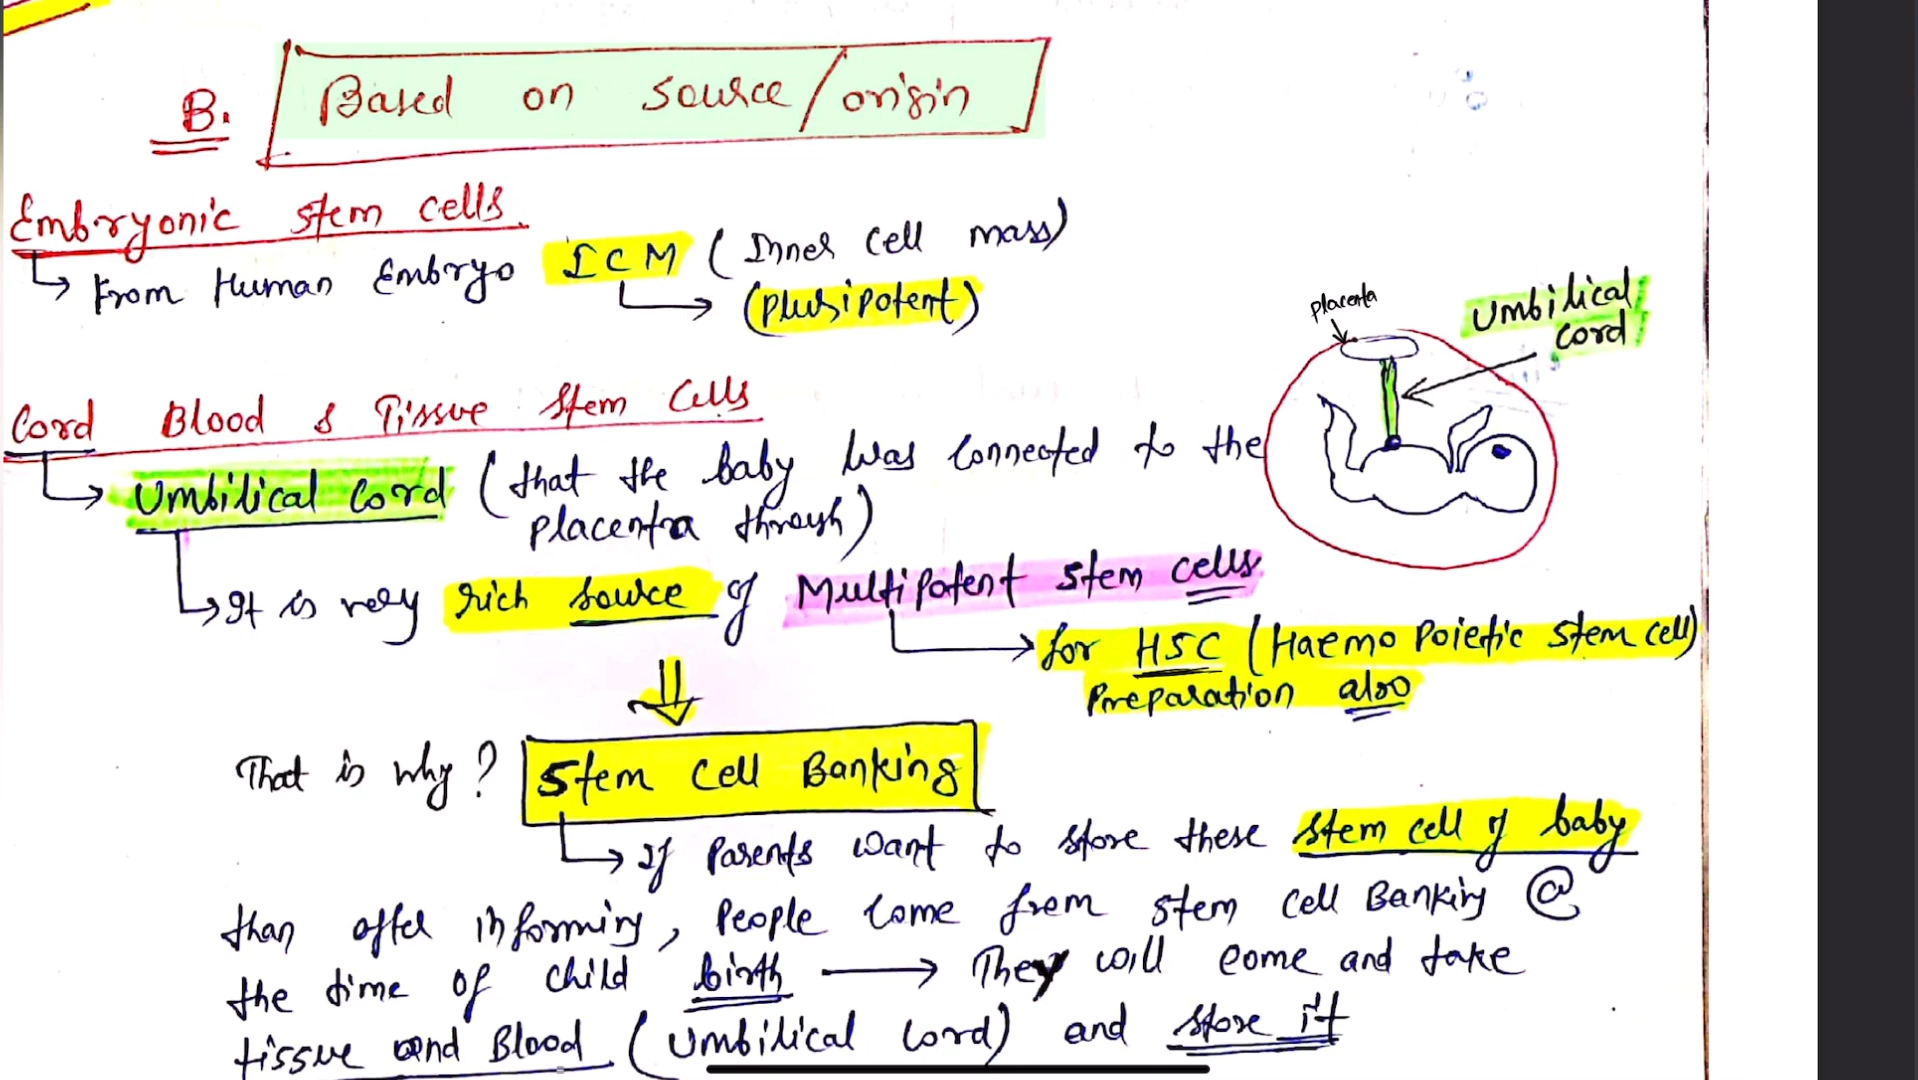 B. Based on source/origin
Embryonic stem cells
↳ From Human Embryo ICM (Inner cell mass)
↳ (Pluripotent)
placenta
Umbilical
cord
Cord Blood & Tissue Stem Cells
↳ Umbilical Cord (that the baby was connected to the
placenta through)
↳ It is very rich source of Multipotent stem cells
→ for HSC (Haemo Poietic stem cell)
Preparation also
⇓
That is why? Stem Cell Banking
↳ If Parents want to store these stem cell of baby
than after informing, People come from stem cell Banking @
the time of child birth → They will come and take
tissue and Blood (Umbilical Cord) and store it